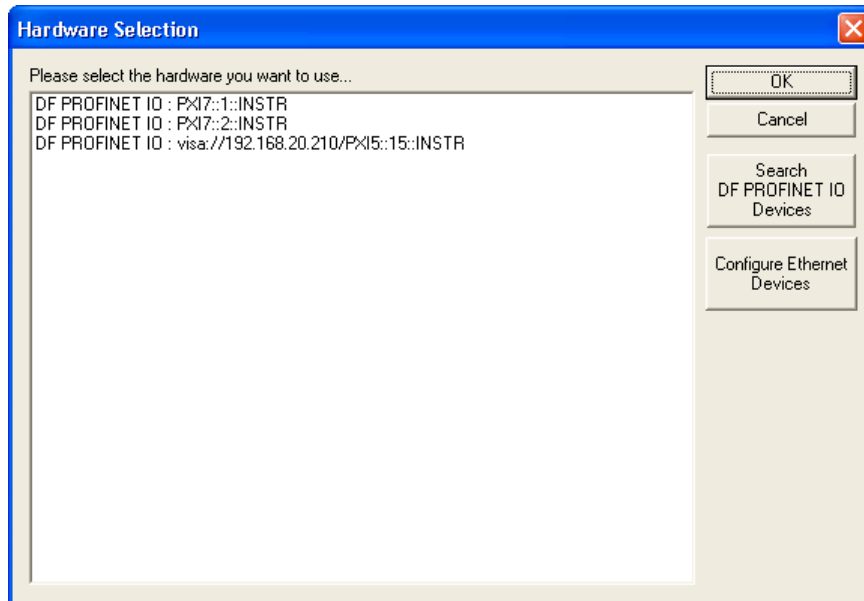 Hardware Selection
Please select the hardware you want to use...
DF PROFINET IO : PXI7::1::INSTR
DF PROFINET IO : PXI7::2::INSTR
DF PROFINET IO : visa://192.168.20.210/PXI5::15::INSTR
OK
Cancel
Search
DF PROFINET IO
Devices
Configure Ethernet
Devices